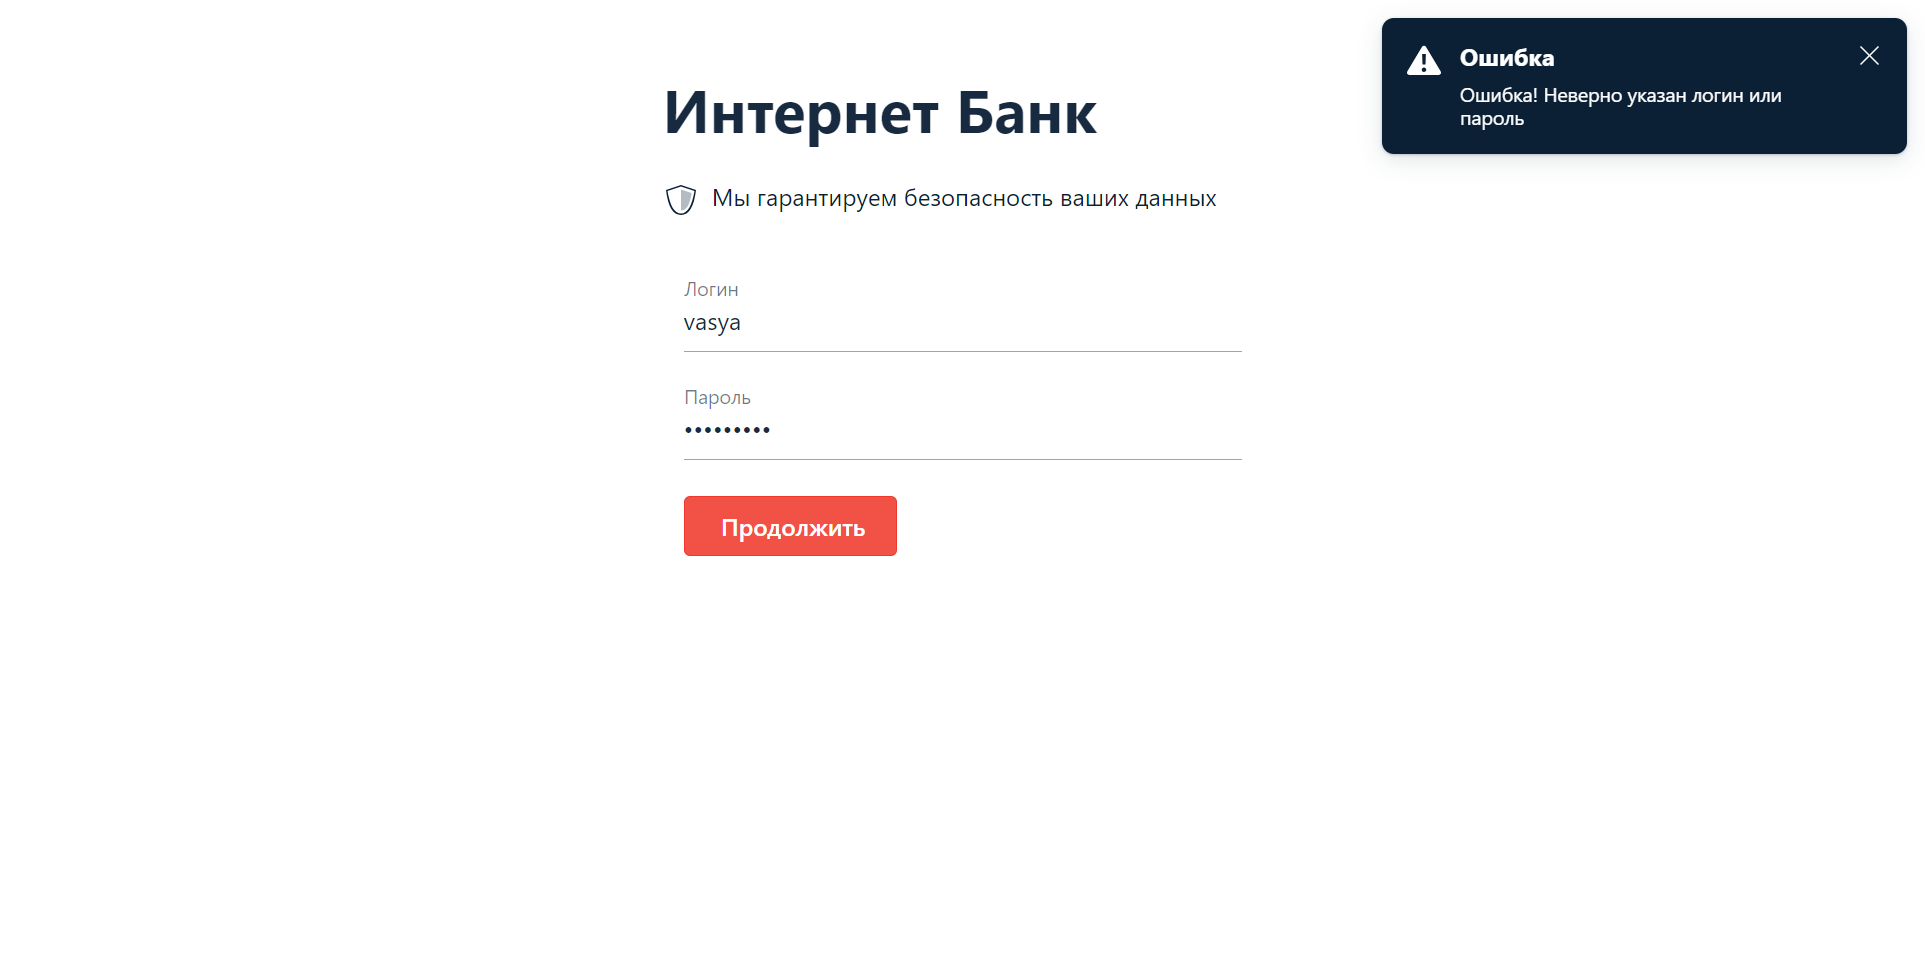 Интернет Банк
Мы гарантируем безопасность ваших данных
Логин
vasya
Пароль
•••••••••
Продолжить
Ошибка
Ошибка! Неверно указан логин или
пароль